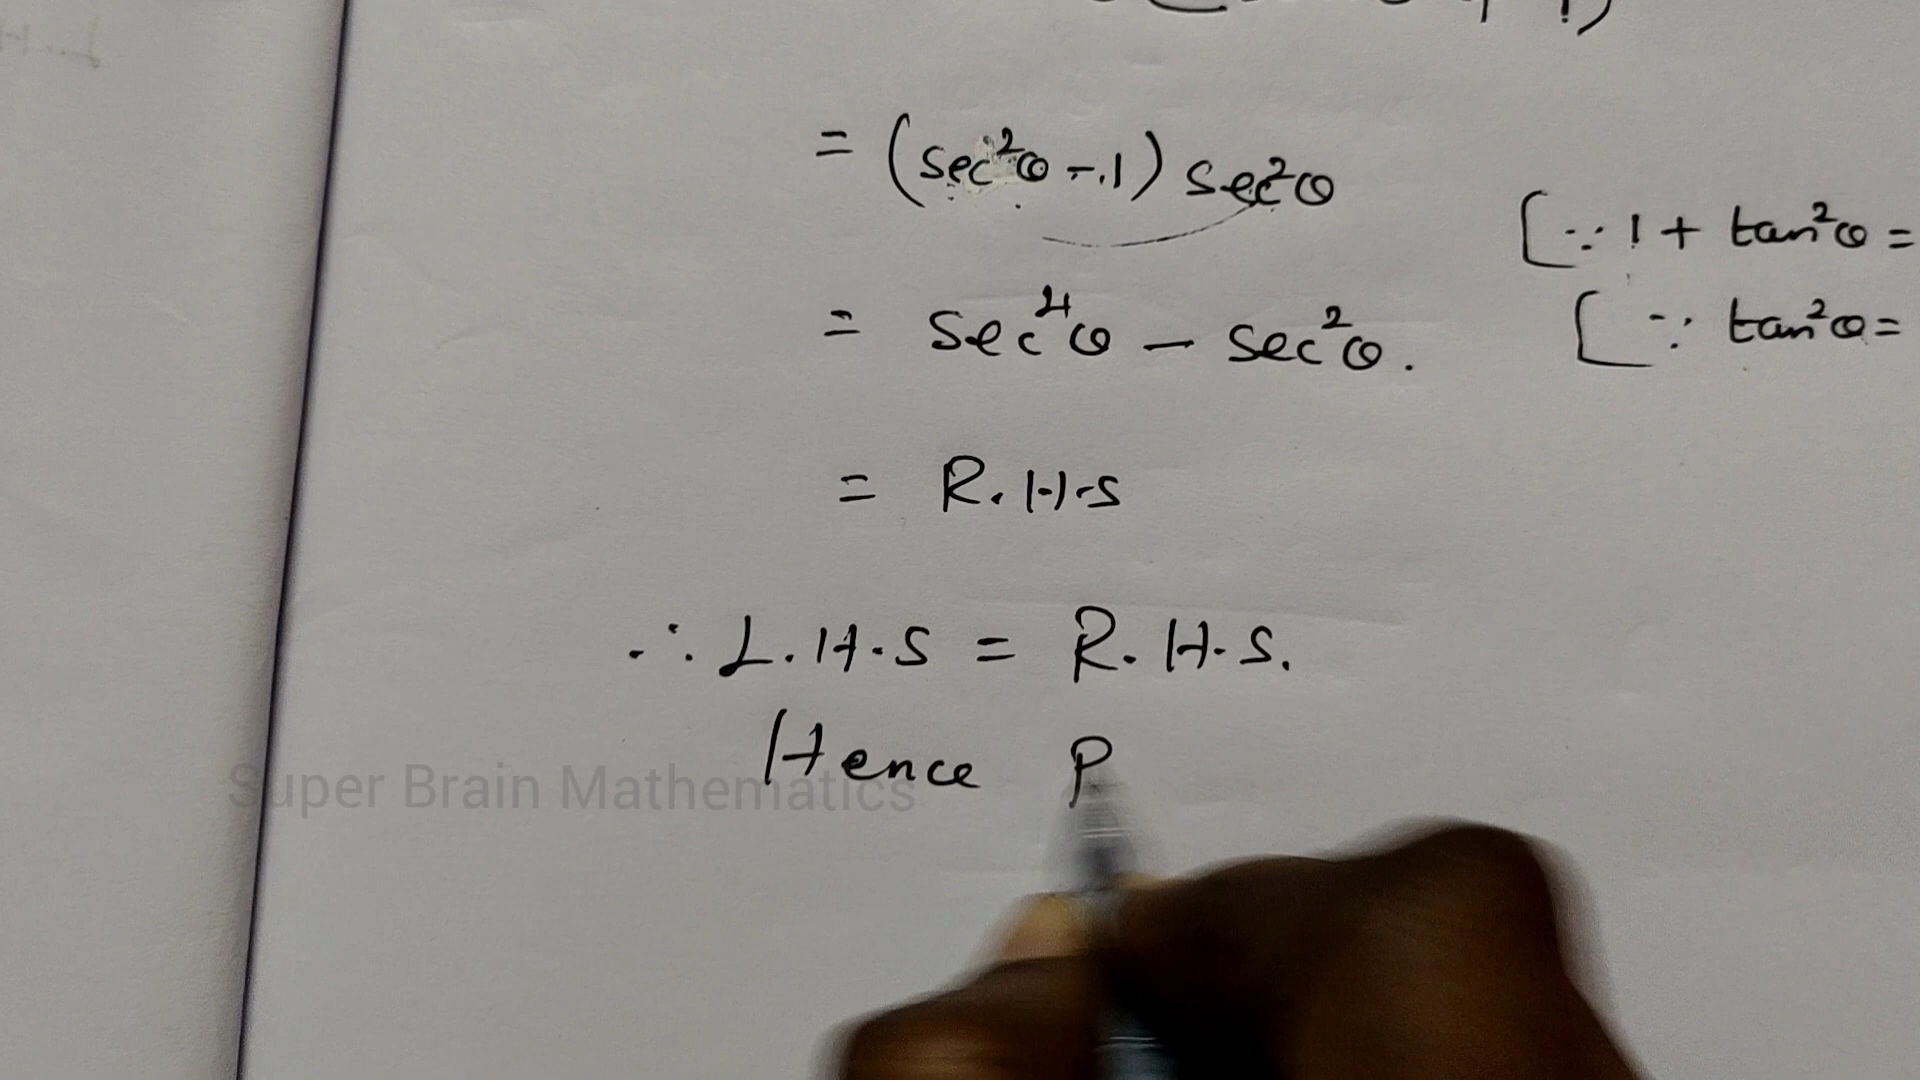 = (sec²θ - 1) sec²θ
[∵ 1 + tan²θ =
= sec⁴θ - sec²θ.
[∵ tan²θ =
= R.H.S
∴ L.H.S = R.H.S.
Hence P
Super Brain Mathematics